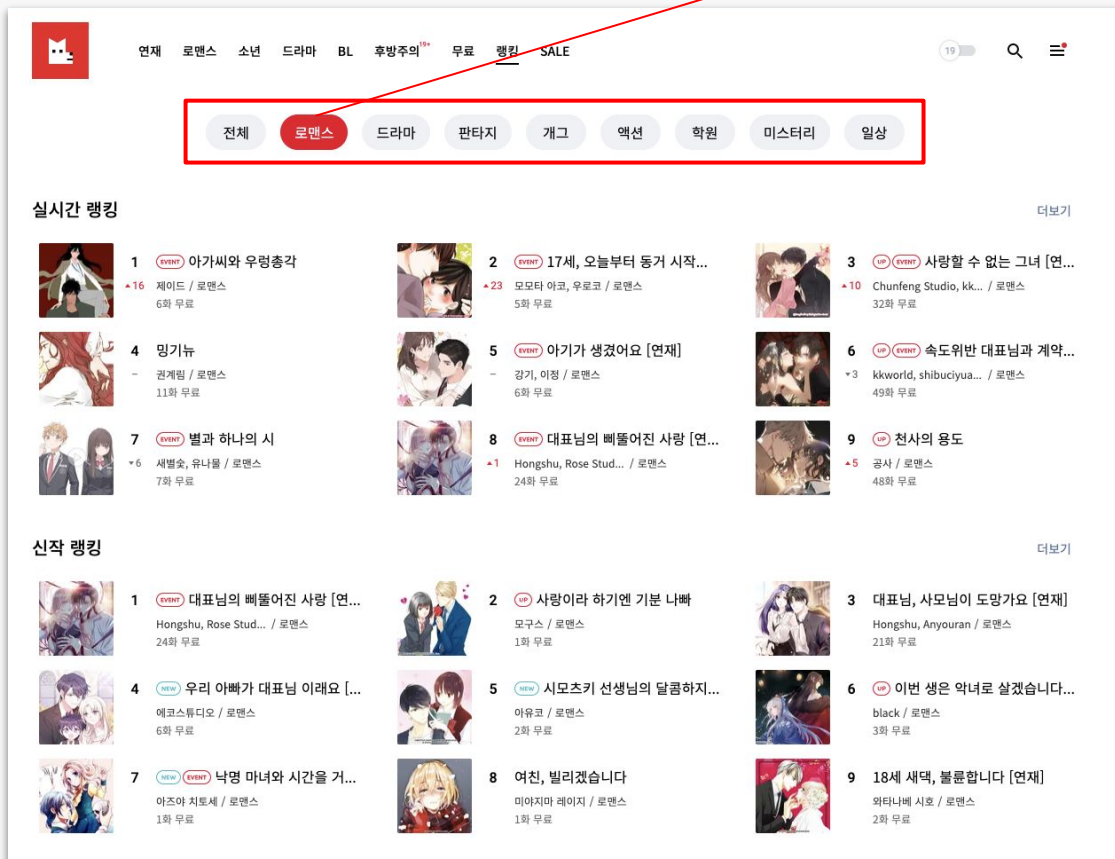 연재 로맨스 소년 드라마 BL 후방주의19+ 무료 랭킹 SALE 19
전체 로맨스 드라마 판타지 개그 액션 학원 미스터리 일상
실시간 랭킹 더보기
1 EVENT 아가씨와 우렁총각
▲16 제이드 / 로맨스
6화 무료
2 EVENT 17세, 오늘부터 동거 시작...
▲23 모모타 아코, 우로코 / 로맨스
5화 무료
3 UP EVENT 사랑할 수 없는 그녀 [연...
▲10 Chunfeng Studio, kk... / 로맨스
32화 무료
4 밍기뉴
– 권계림 / 로맨스
11화 무료
5 EVENT 아기가 생겼어요 [연재]
– 강기, 이정 / 로맨스
6화 무료
6 UP EVENT 속도위반 대표님과 계약...
▼3 kkworld, shibuciyua... / 로맨스
49화 무료
7 EVENT 별과 하나의 시
▼6 새별숲, 유나물 / 로맨스
7화 무료
8 EVENT 대표님의 삐뚤어진 사랑 [연...
▲1 Hongshu, Rose Stud... / 로맨스
24화 무료
9 UP 천사의 용도
▲5 공사 / 로맨스
48화 무료
신작 랭킹 더보기
1 EVENT 대표님의 삐뚤어진 사랑 [연...
Hongshu, Rose Stud... / 로맨스
24화 무료
2 UP 사랑이라 하기엔 기분 나빠
모구스 / 로맨스
1화 무료
3 대표님, 사모님이 도망가요 [연재]
Hongshu, Anyouran / 로맨스
21화 무료
4 NEW 우리 아빠가 대표님 이래요 [...
에코스튜디오 / 로맨스
6화 무료
5 NEW 시모츠키 선생님의 달콤하지...
아유코 / 로맨스
2화 무료
6 UP 이번 생은 악녀로 살겠습니다...
black / 로맨스
3화 무료
7 NEW EVENT 낙명 마녀와 시간을 거...
아즈야 치토세 / 로맨스
1화 무료
8 여친, 빌리겠습니다
미야지마 레이지 / 로맨스
1화 무료
9 18세 새댁, 불륜합니다 [연재]
와타나베 시호 / 로맨스
2화 무료